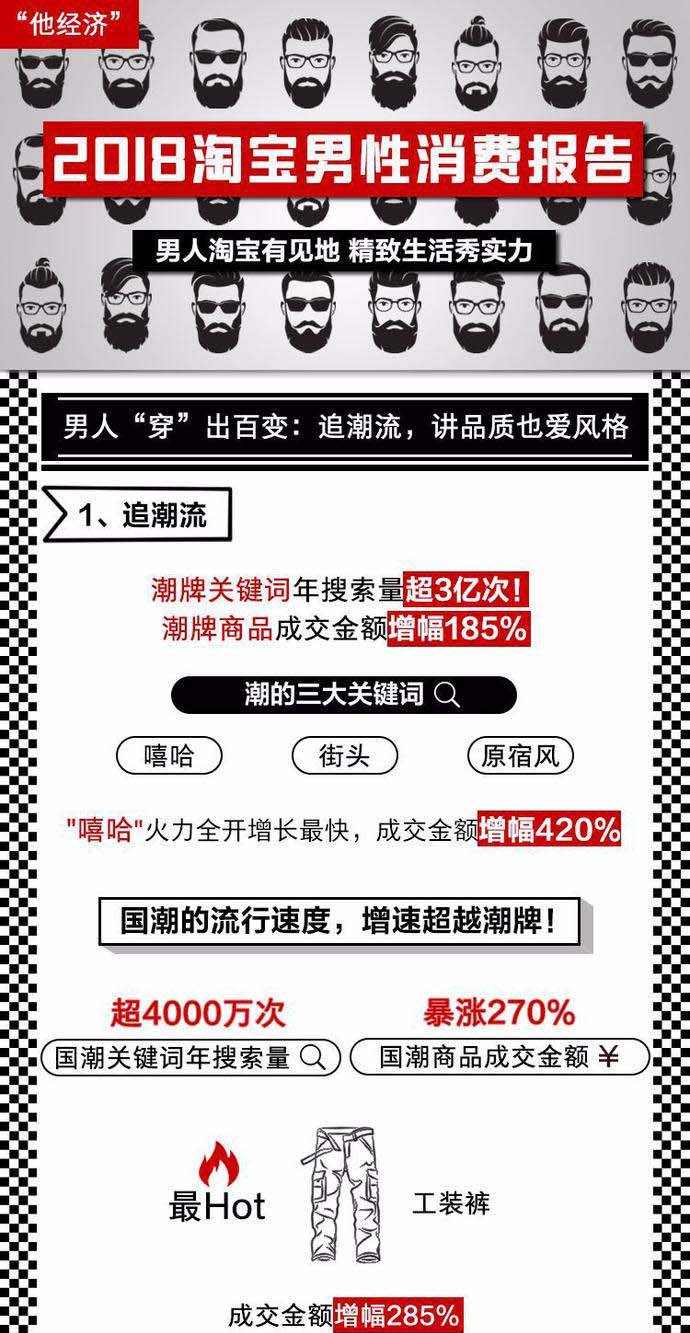 “他经济”
2018淘宝男性消费报告
男人淘宝有见地 精致生活秀实力
男人“穿”出百变：追潮流，讲品质也爱风格
1、追潮流
潮牌关键词年搜索量超3亿次！
潮牌商品成交金额增幅185%
潮的三大关键词
嘻哈
街头
原宿风
"嘻哈"火力全开增长最快，成交金额增幅420%
国潮的流行速度，增速超越潮牌！
超4000万次
国潮关键词年搜索量
暴涨270%
国潮商品成交金额 ¥
最Hot
工装裤
成交金额增幅285%